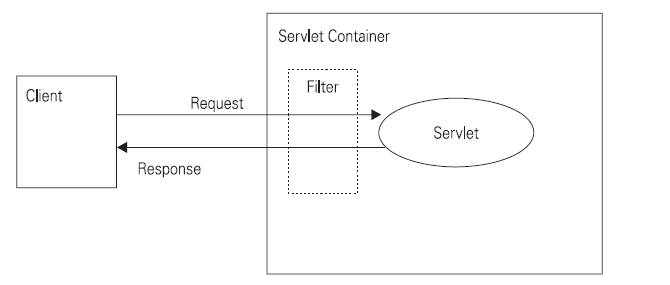 Servlet Container
Client
Filter
Request
Servlet
Response